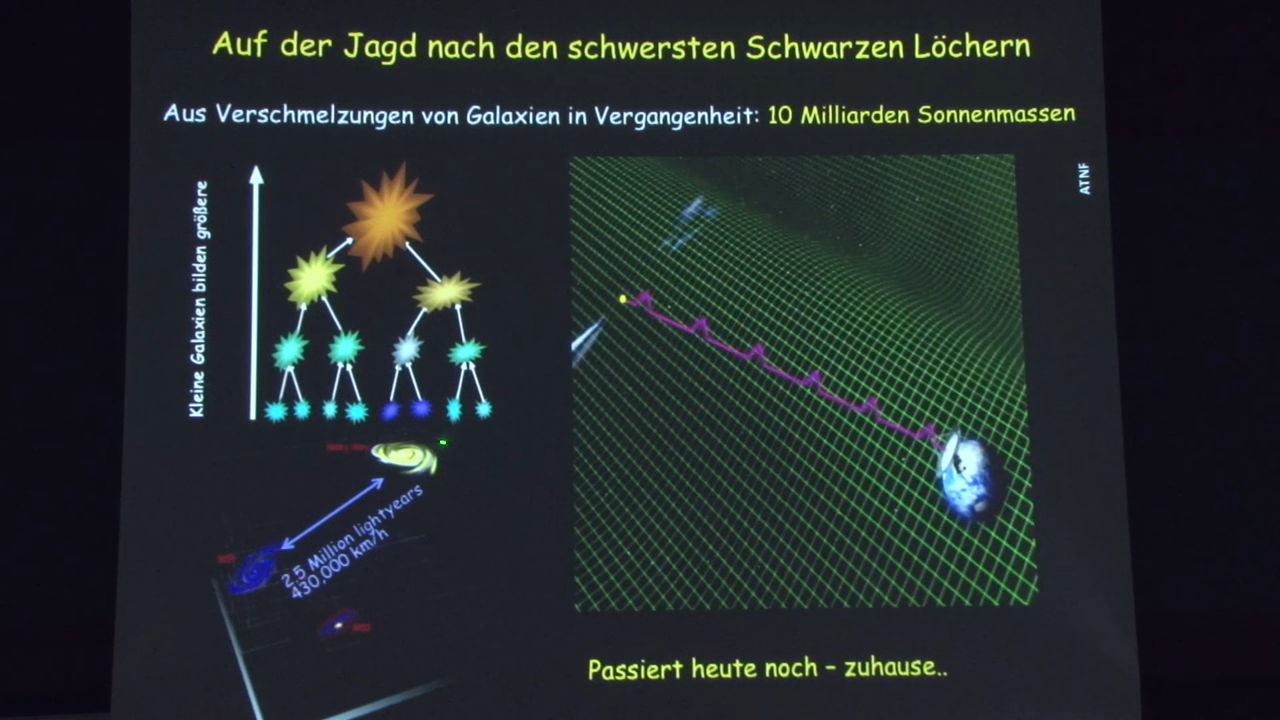 Auf der Jagd nach den schwersten Schwarzen Löchern
Aus Verschmelzungen von Galaxien in Vergangenheit: 10 Milliarden Sonnenmassen
Kleine Galaxien bilden größere
ATNF
2.5 Million lightyears
430,000 km/h
Passiert heute noch – zuhause..